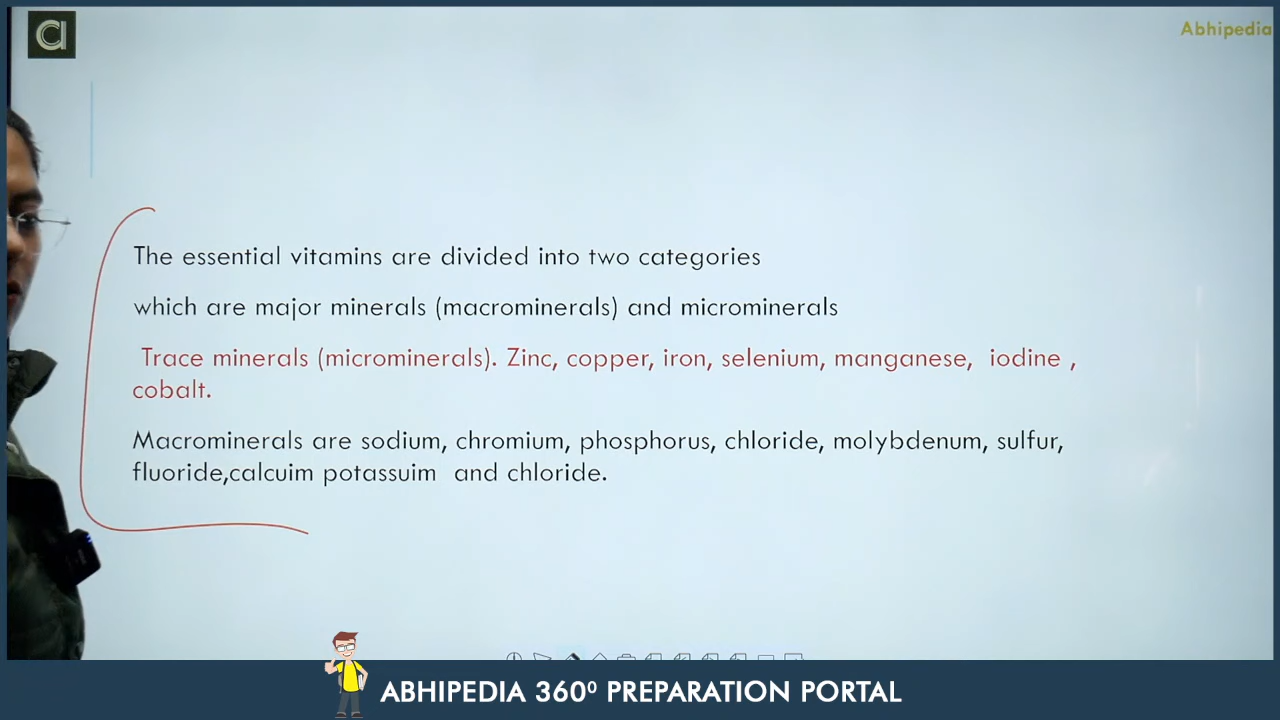 Abhipedia
The essential vitamins are divided into two categories
which are major minerals (macrominerals) and microminerals
Trace minerals (microminerals). Zinc, copper, iron, selenium, manganese, iodine ,
cobalt.
Macrominerals are sodium, chromium, phosphorus, chloride, molybdenum, sulfur,
fluoride,calcuim potassuim and chloride.
ABHIPEDIA 360⁰ PREPARATION PORTAL